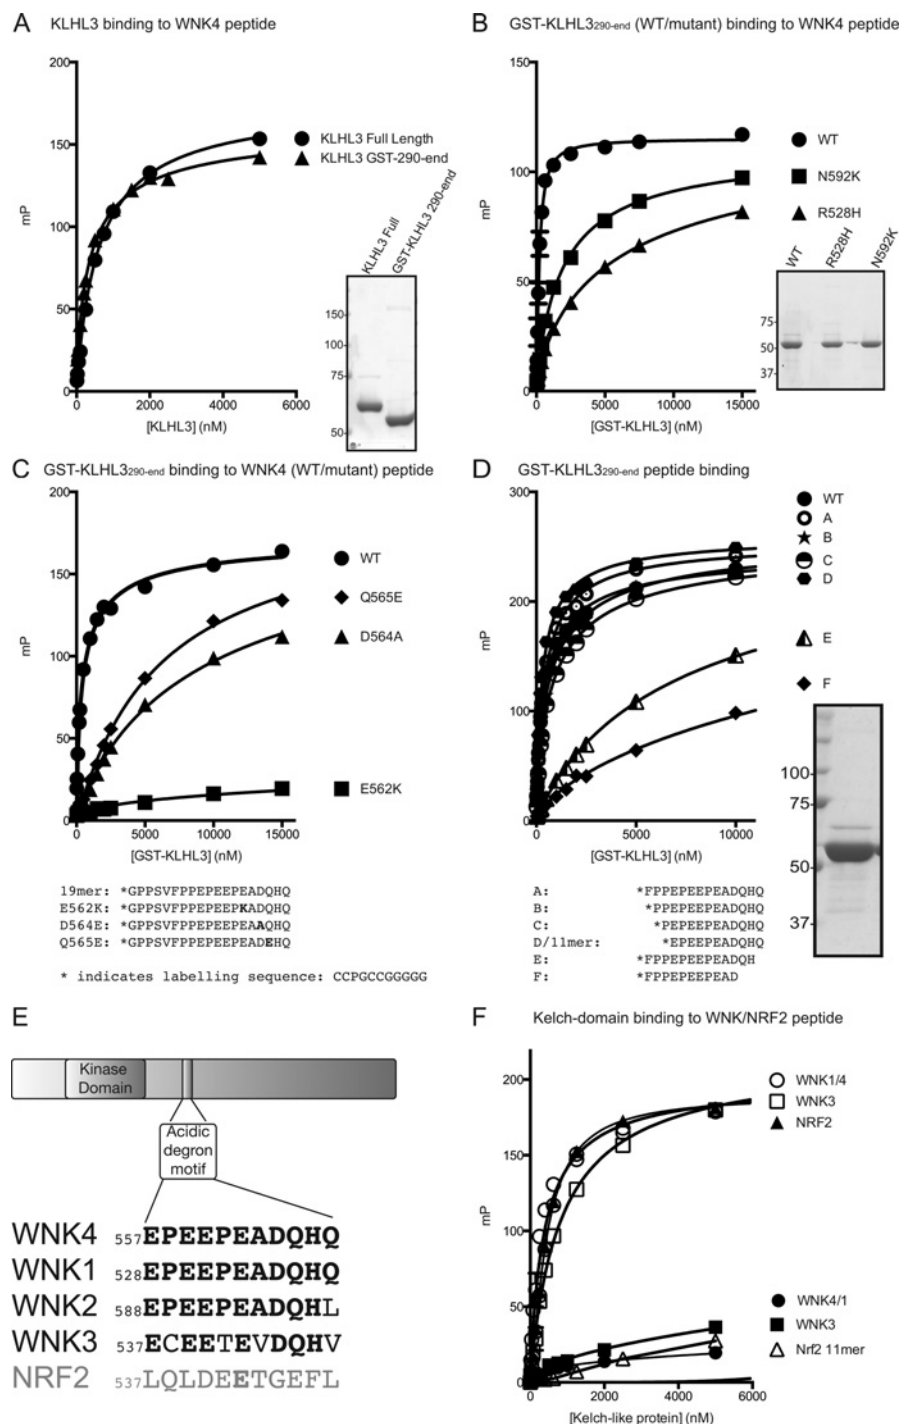 A KLHL3 binding to WNK4 peptide
200
150
100
50
0
mP
0 2000 4000 6000
[KLHL3] (nM)
KLHL3 Full Length
KLHL3 GST-290-end
KLHL3 Full
GST-KLHL3 290-end
150
100
75
50
B GST-KLHL3290-end (WT/mutant) binding to WNK4 peptide
150
100
50
0
mP
0 5000 10000 15000
[GST-KLHL3] (nM)
WT
N592K
R528H
WT R528H N592K
75
50
37
C GST-KLHL3290-end binding to WNK4 (WT/mutant) peptide
200
150
100
50
0
mP
0 5000 10000 15000
[GST-KLHL3] (nM)
WT
Q565E
D564A
E562K
19mer: *GPPSVFPPEPEEPEADQHQ
E562K: *GPPSVFPPEPEEPKADQHQ
D564E: *GPPSVFPPEPEEPEAAQHQ
Q565E: *GPPSVFPPEPEEPEADEHQ
* indicates labelling sequence: CCPGCCGGGGG
D GST-KLHL3290-end peptide binding
300
200
100
0
mP
0 5000 10000
[GST-KLHL3] (nM)
WT
A
B
C
D
E
F
100
75
50
37
A: *FPPEPEEPEADQHQ
B: *PPEPEEPEADQHQ
C: *PEPEEPEADQHQ
D/11mer: *EPEEPEADQHQ
E: *FPPEPEEPEADQH
F: *FPPEPEEPEAD
E
Kinase
Domain
Acidic
degron
motif
WNK4 557EPEEPEADQHQ
WNK1 528EPEEPEADQHQ
WNK2 588EPEEPEADQHL
WNK3 537ECEETEVDQHV
NRF2 537LQLDEETGEFL
F Kelch-domain binding to WNK/NRF2 peptide
200
150
100
50
0
mP
0 2000 4000 6000
[Kelch-like protein] (nM)
WNK1/4
WNK3
NRF2
WNK4/1
WNK3
Nrf2 11mer